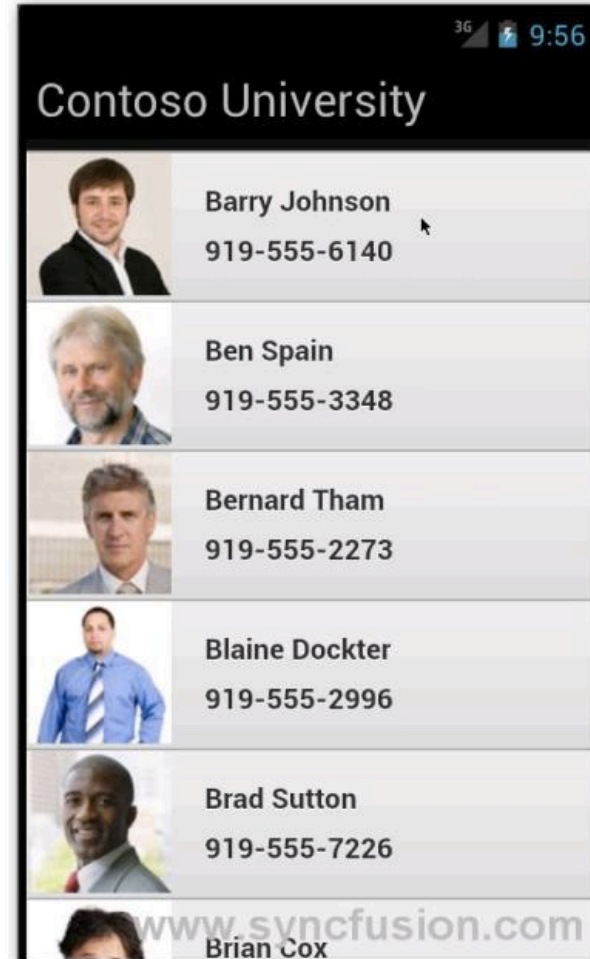 3G 9:56
Contoso University
Barry Johnson
919-555-6140
Ben Spain
919-555-3348
Bernard Tham
919-555-2273
Blaine Dockter
919-555-2996
Brad Sutton
919-555-7226
www.syncfusion.com
Brian Cox